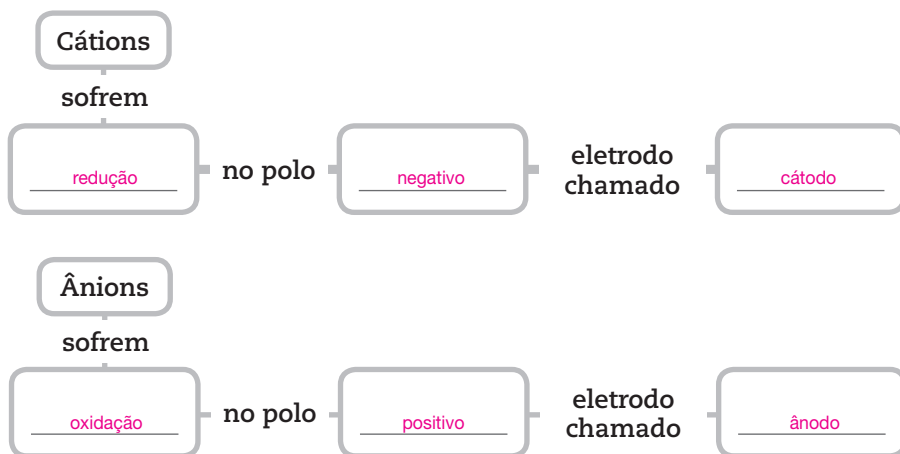 Cátions
sofrem
redução no polo negativo eletrodo chamado cátodo
Ânions
sofrem
oxidação no polo positivo eletrodo chamado ânodo